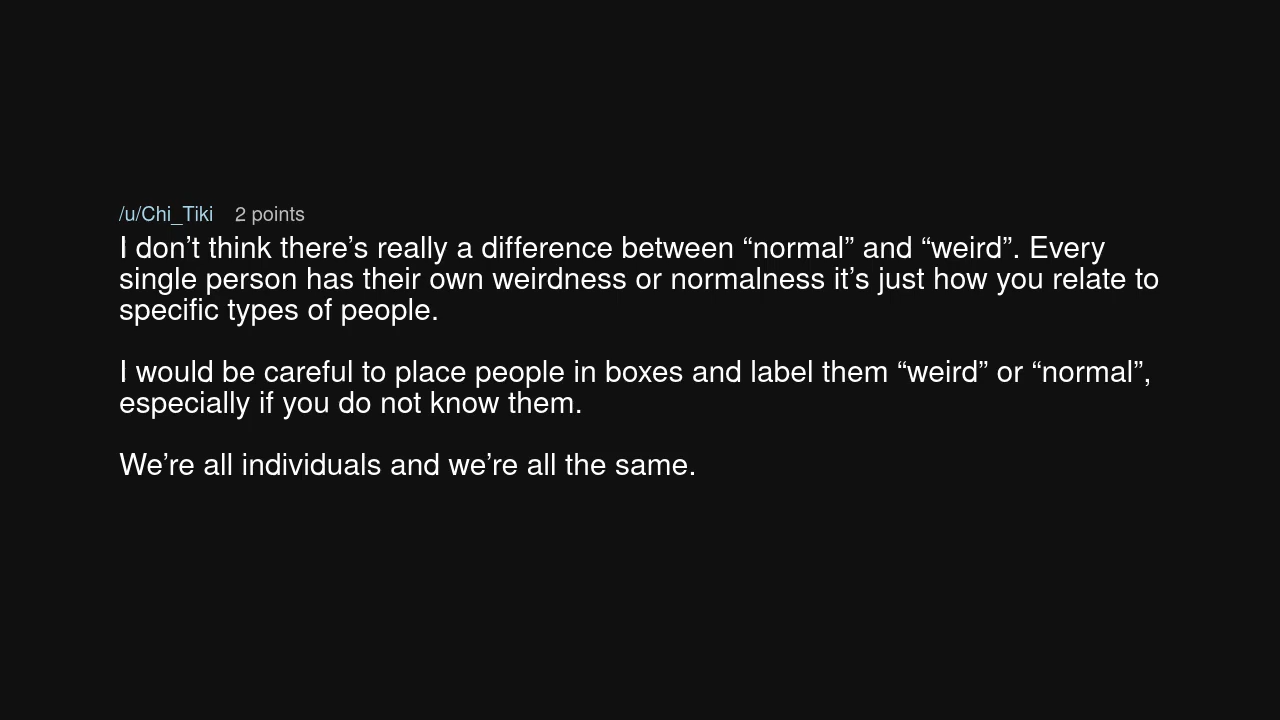 /u/Chi_Tiki 2 points
I don’t think there’s really a difference between “normal” and “weird”. Every
single person has their own weirdness or normalness it’s just how you relate to
specific types of people.
I would be careful to place people in boxes and label them “weird” or “normal”,
especially if you do not know them.
We’re all individuals and we’re all the same.